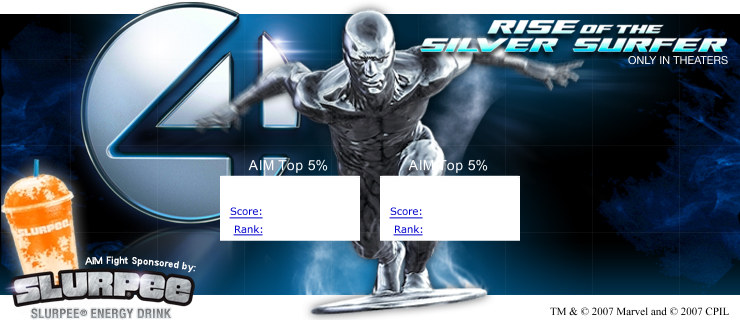 4
RISE OF THE
SILVER SURFER
ONLY IN THEATERS
AIM Top 5% AIM Top 5%
Score: Score:
Rank: Rank:
SLURPEE
AIM Fight Sponsored by:
SLURPEE
SLURPEE® ENERGY DRINK
TM & © 2007 Marvel and © 2007 CPIL